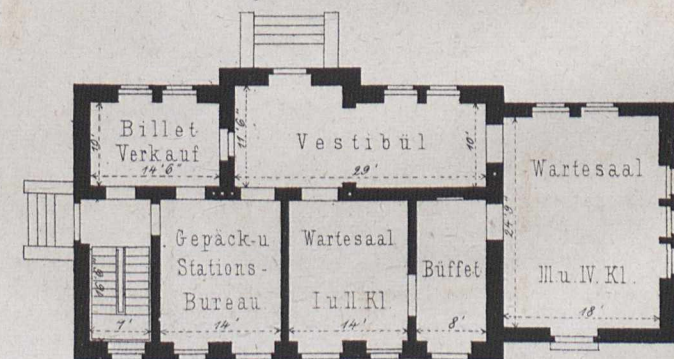 Billet
Verkauf
14'6"
10'
11'6"
Vestibül
29'
10'
Wartesaal
III u. IV. Kl.
24'9"
18'
Gepäck-u
Stations-
Bureau
14'
Wartesaal
I u II. Kl.
14'
Büffet
8'
16'6"
7'